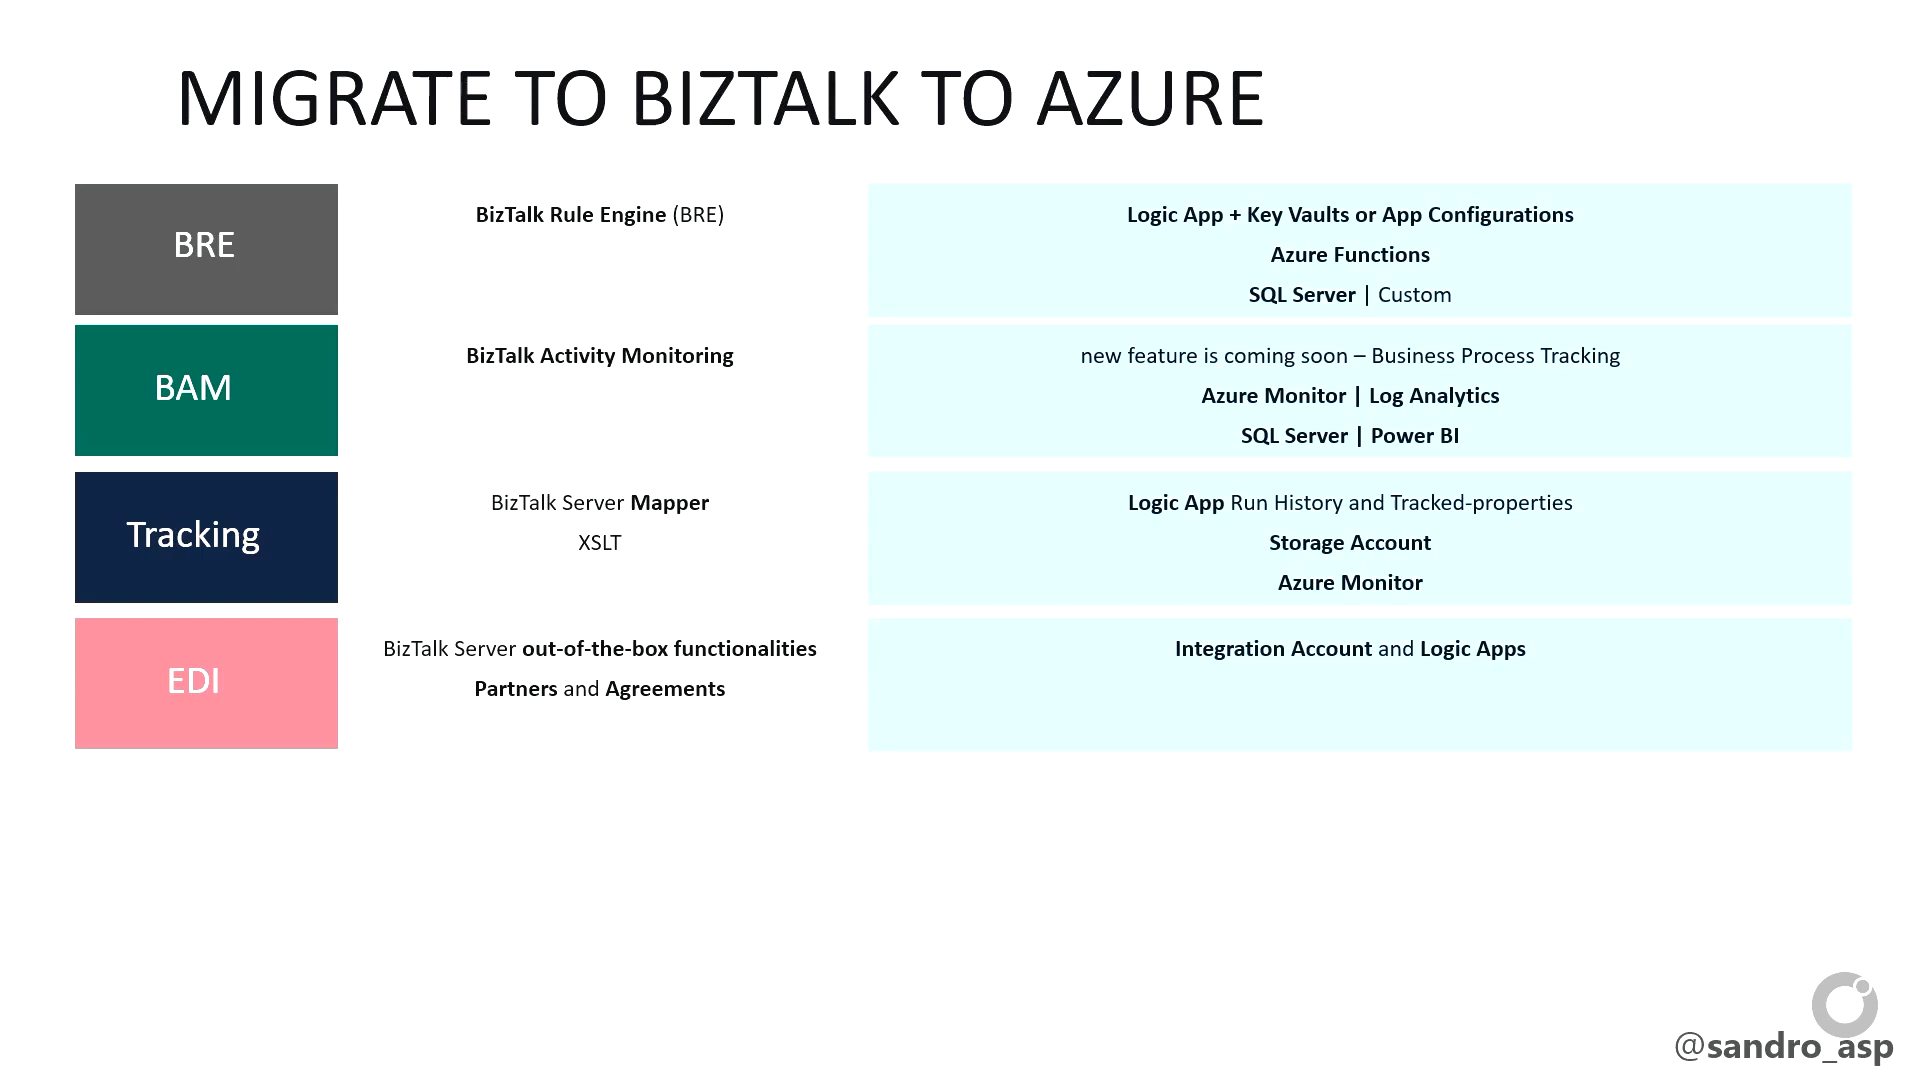 MIGRATE TO BIZTALK TO AZURE
BRE
BizTalk Rule Engine (BRE)
Logic App + Key Vaults or App Configurations
Azure Functions
SQL Server | Custom
BAM
BizTalk Activity Monitoring
new feature is coming soon – Business Process Tracking
Azure Monitor | Log Analytics
SQL Server | Power BI
Tracking
BizTalk Server Mapper
XSLT
Logic App Run History and Tracked-properties
Storage Account
Azure Monitor
EDI
BizTalk Server out-of-the-box functionalities
Partners and Agreements
Integration Account and Logic Apps
@sandro_asp